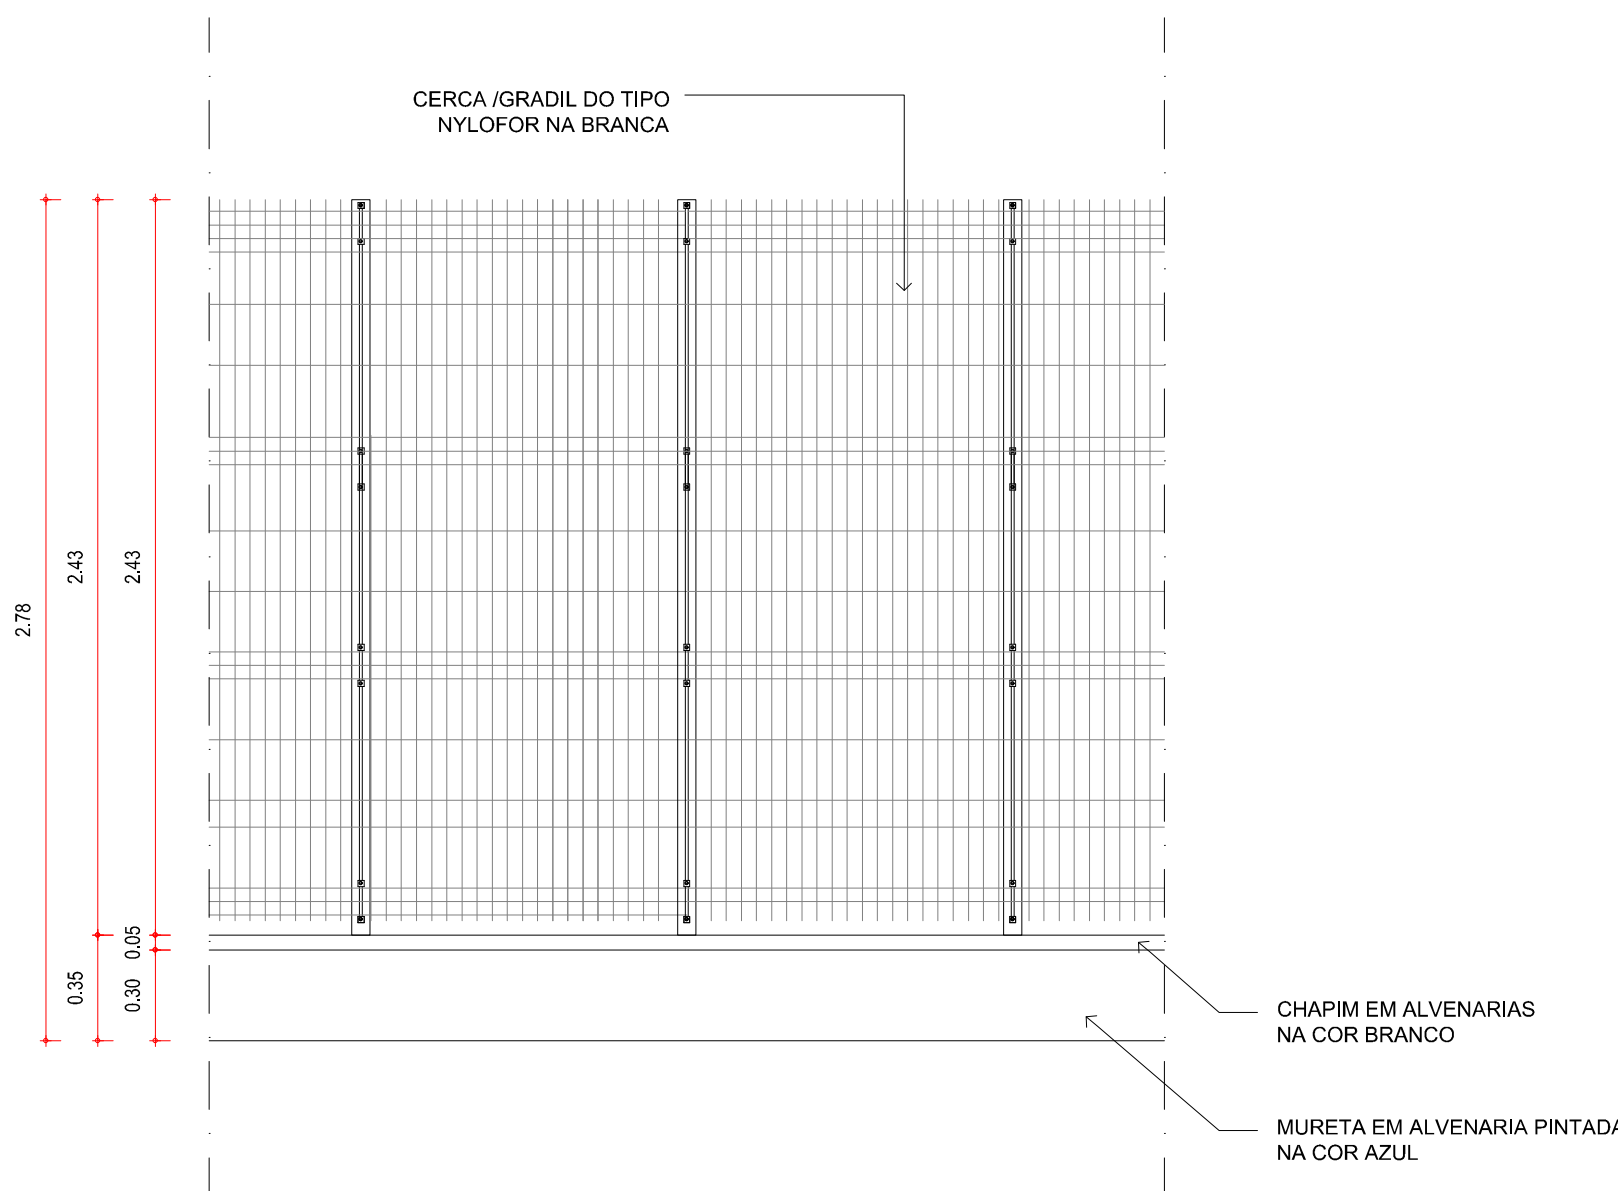 CERCA /GRADIL DO TIPO
NYLOFOR NA BRANCA
2.43
2.43
2.78
0.05
0.35
0.30
CHAPIM EM ALVENARIAS
NA COR BRANCO
MURETA EM ALVENARIA PINTADA
NA COR AZUL